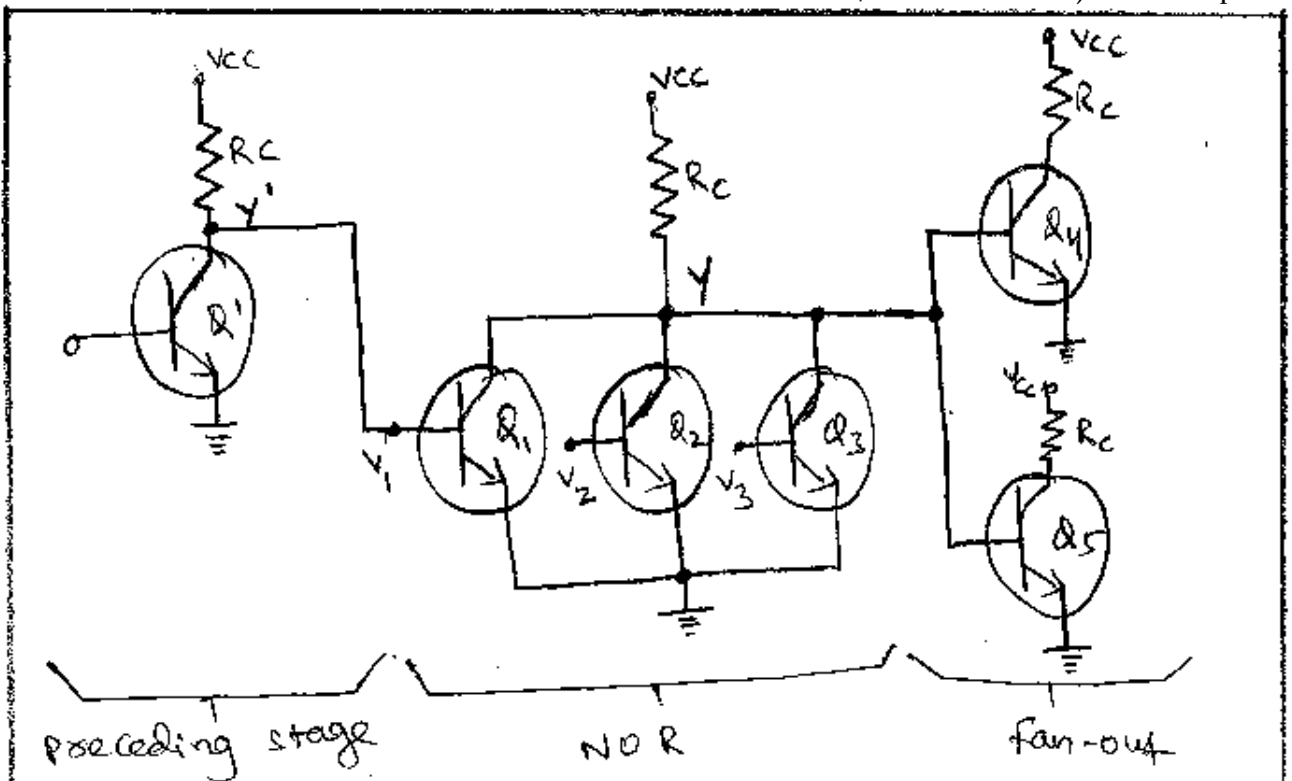 VCC
RC
Y'
Q'
VCC
RC
Y
V1
Q1
V2
Q2
V3
Q3
VCC
RC
Q4
VCC
RC
Q5
preceding stage
NOR
fan-out